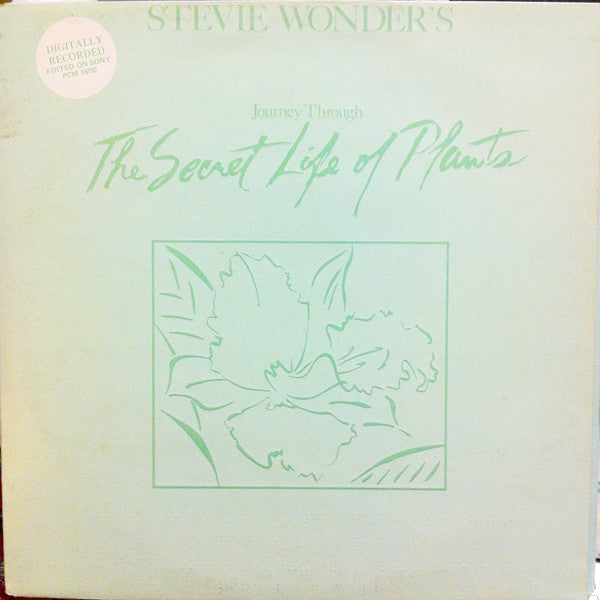 STEVIE WONDER'S
DIGITALLY
RECORDED
EDITED ON SONY
PCM 1600
Journey Through
The Secret Life of Plants